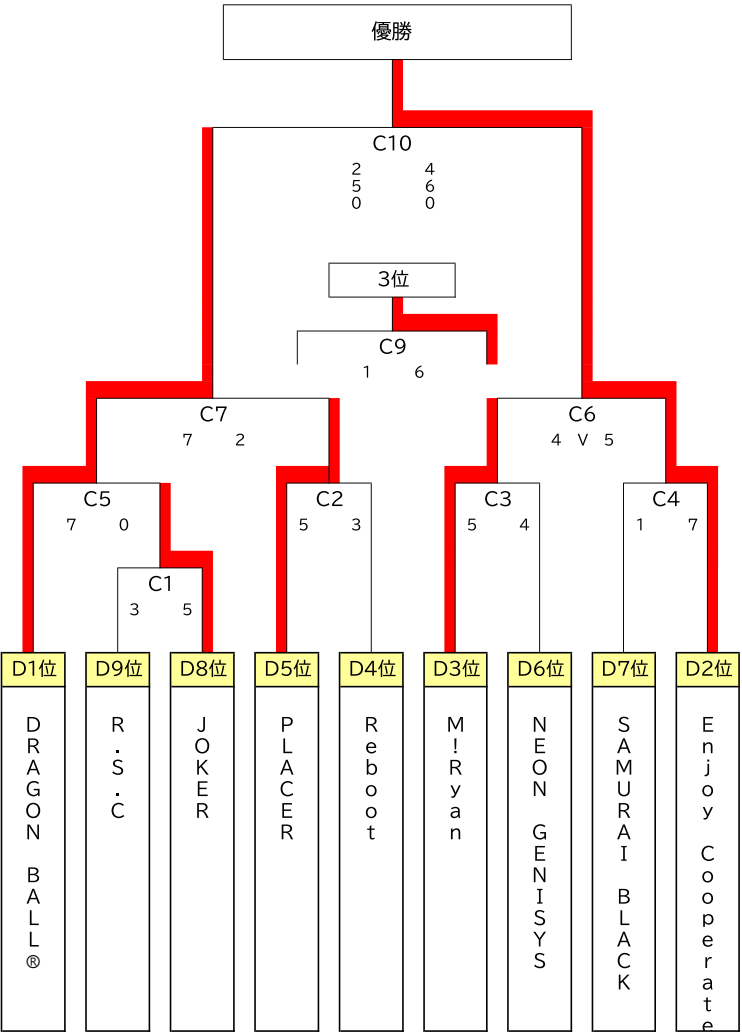 優勝
C10
2 4
5 6
0 0
3位
C9
1 6
C7
7 2
C6
4 V 5
C5
7 0
C2
5 3
C3
5 4
C4
1 7
C1
3 5
D1位
D9位
D8位
D5位
D4位
D3位
D6位
D7位
D2位
DRAGON BALL®
R.S.C
JOKER
PLACER
Reboot
M!Ryan
NEON GENISYS
SAMURAI BLACK
Enjoy Cooperate